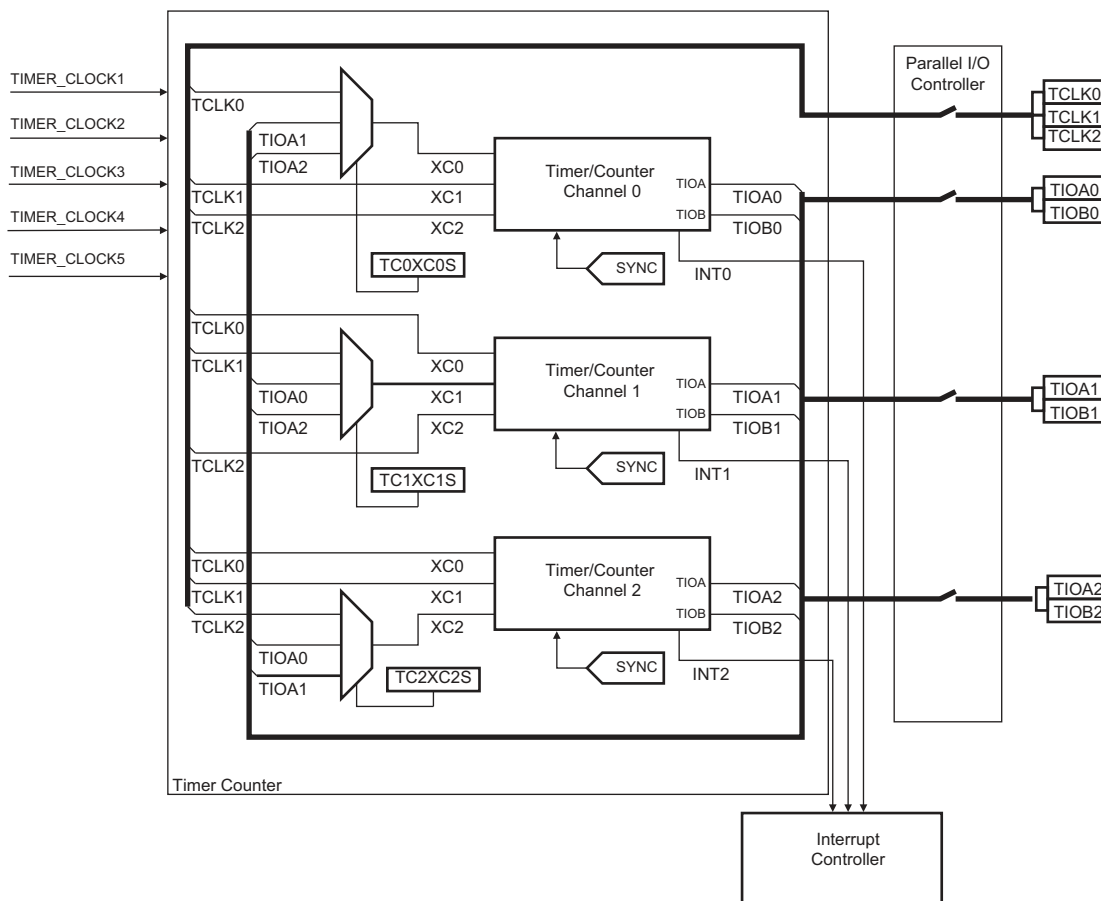 TIMER_CLOCK1
TIMER_CLOCK2
TIMER_CLOCK3
TIMER_CLOCK4
TIMER_CLOCK5
TCLK0
TIOA1
TIOA2
TCLK1
TCLK2
XC0
XC1
XC2
TC0XC0S
Timer/Counter
Channel 0
TIOA
TIOB
TIOA0
TIOB0
SYNC
INT0
TCLK0
TCLK1
TIOA0
TIOA2
TCLK2
XC0
XC1
XC2
TC1XC1S
Timer/Counter
Channel 1
TIOA
TIOB
TIOA1
TIOB1
SYNC
INT1
TCLK0
TCLK1
TCLK2
TIOA0
TIOA1
XC0
XC1
XC2
TC2XC2S
Timer/Counter
Channel 2
TIOA
TIOB
TIOA2
TIOB2
SYNC
INT2
Timer Counter
Parallel I/O
Controller
TCLK0
TCLK1
TCLK2
TIOA0
TIOB0
TIOA1
TIOB1
TIOA2
TIOB2
Interrupt
Controller